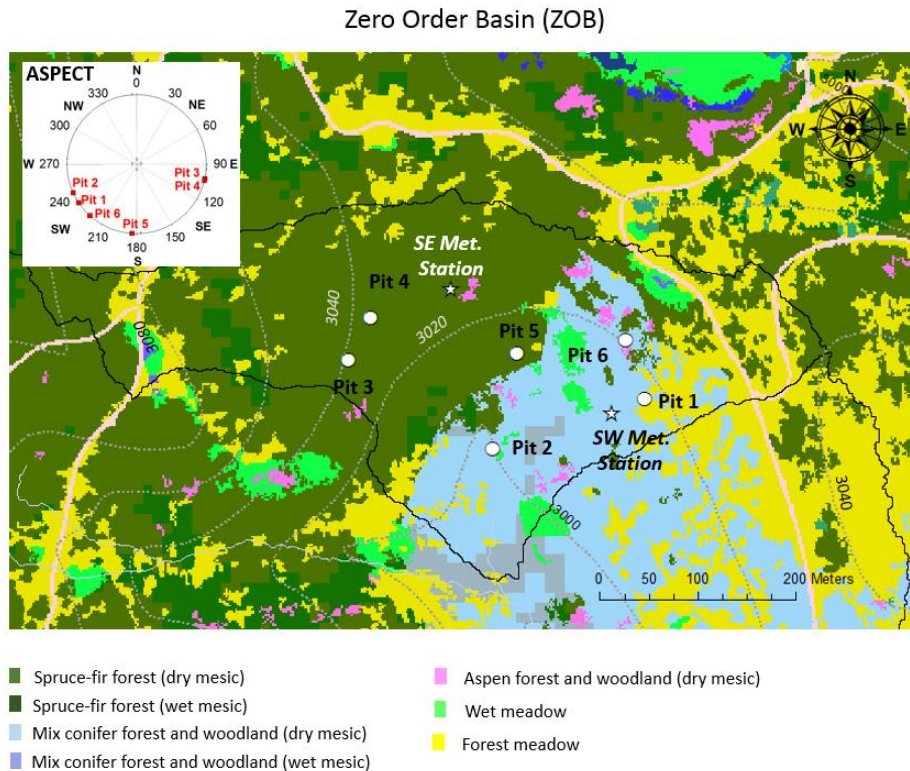 Zero Order Basin (ZOB)
ASPECT
N
0
330
30
NW
NE
300
60
W 270
90 E
Pit 3
Pit 4
Pit 2
240
Pit 1
120
Pit 6
SW
SE
210
Pit 5
150
180
S
N
W
E
S
3000
SE Met.
Station
3040
Pit 4
3020
3080
Pit 5
Pit 6
Pit 3
Pit 1
SW Met.
Station
Pit 2
3040
3000
0 50 100 200 Meters
Spruce-fir forest (dry mesic)
Spruce-fir forest (wet mesic)
Mix conifer forest and woodland (dry mesic)
Mix conifer forest and woodland (wet mesic)
Aspen forest and woodland (dry mesic)
Wet meadow
Forest meadow